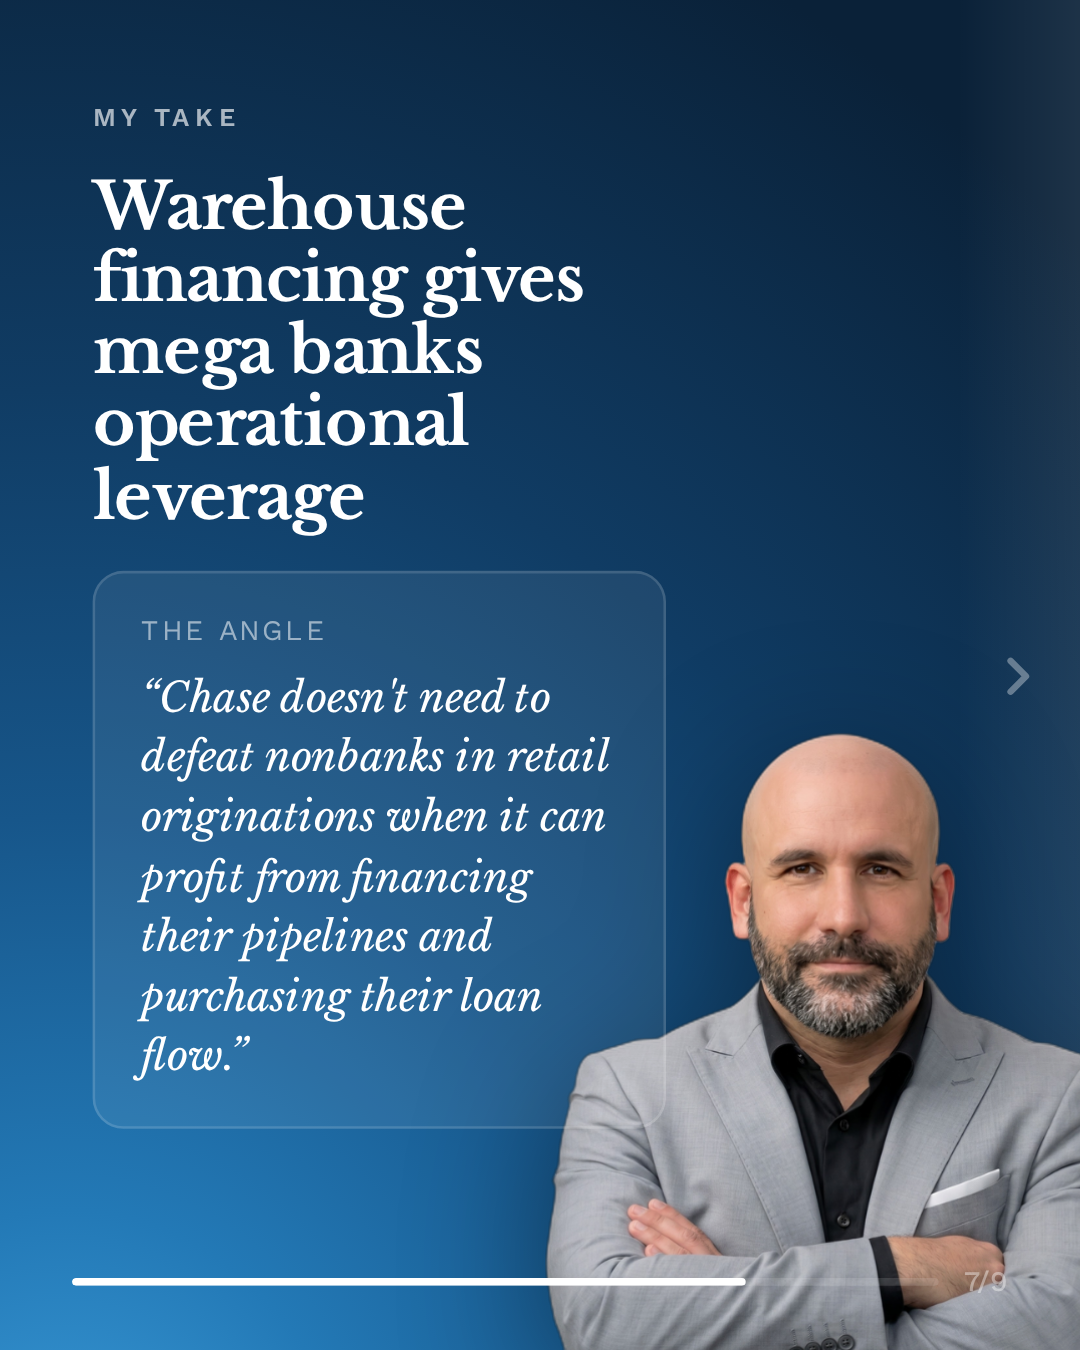 MY TAKE
Warehouse
financing gives
mega banks
operational
leverage
THE ANGLE
“Chase doesn't need to
defeat nonbanks in retail
originations when it can
profit from financing
their pipelines and
purchasing their loan
flow.”
7/9